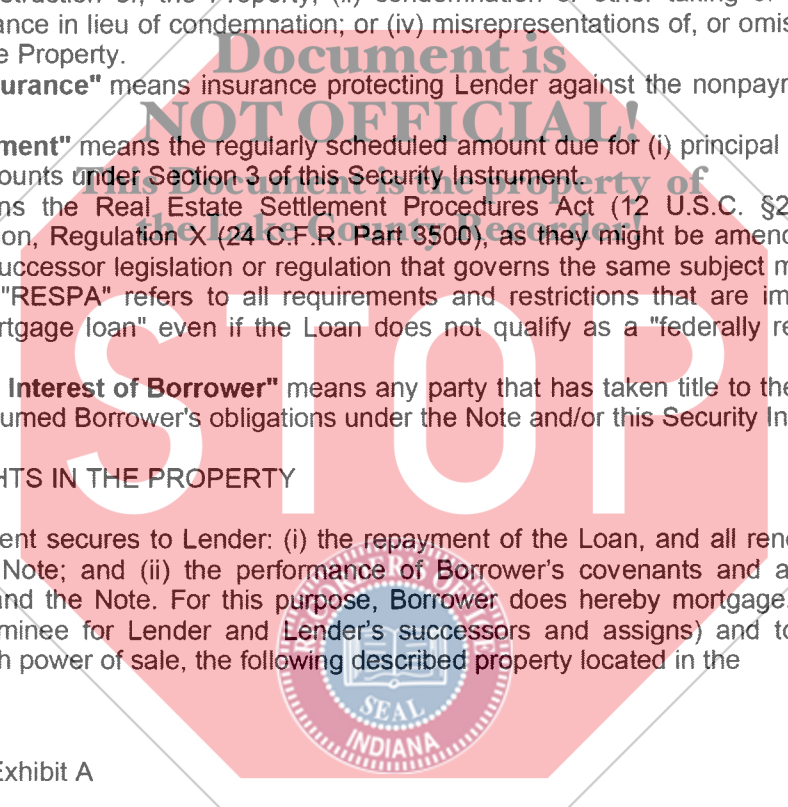 struction of, the Property; (ii) condemnation or other taking of
ance in lieu of condemnation; or (iv) misrepresentations of, or omis
e Property.
Document is
urance" means insurance protecting Lender against the nonpayn
NOT OFFICIAL!
ment" means the regularly scheduled amount due for (i) principal
ounts under Section 3 of this Security Instrument.
This Document is the property of
ns the Real Estate Settlement Procedures Act (12 U.S.C. §2
the Lake County Recorder!
ion, Regulation X (24 C.F.R. Part 3500), as they might be amend
uccessor legislation or regulation that governs the same subject m
"RESPA" refers to all requirements and restrictions that are im
rtgage loan" even if the Loan does not qualify as a "federally re
STOP
Interest of Borrower" means any party that has taken title to the
umed Borrower's obligations under the Note and/or this Security In
HTS IN THE PROPERTY
ent secures to Lender: (i) the repayment of the Loan, and all rene
Note; and (ii) the performance of Borrower's covenants and a
and the Note. For this purpose, Borrower does hereby mortgage
minee for Lender and Lender's successors and assigns) and to
h power of sale, the following described property located in the
RECORDER'S OFFICE
SEAL
INDIANA
Exhibit A